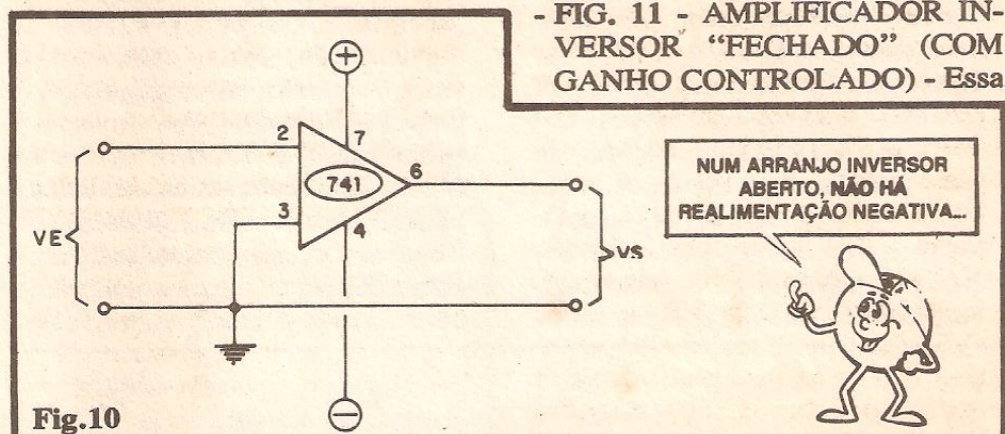 - FIG. 11 - AMPLIFICADOR IN-
VERSOR “FECHADO” (COM
GANHO CONTROLADO) - Essa
+
2
7
741
6
3
4
VE
VS
NUM ARRANJO INVERSOR
ABERTO, NÃO HÁ
REALIMENTAÇÃO NEGATIVA...
Fig.10
−